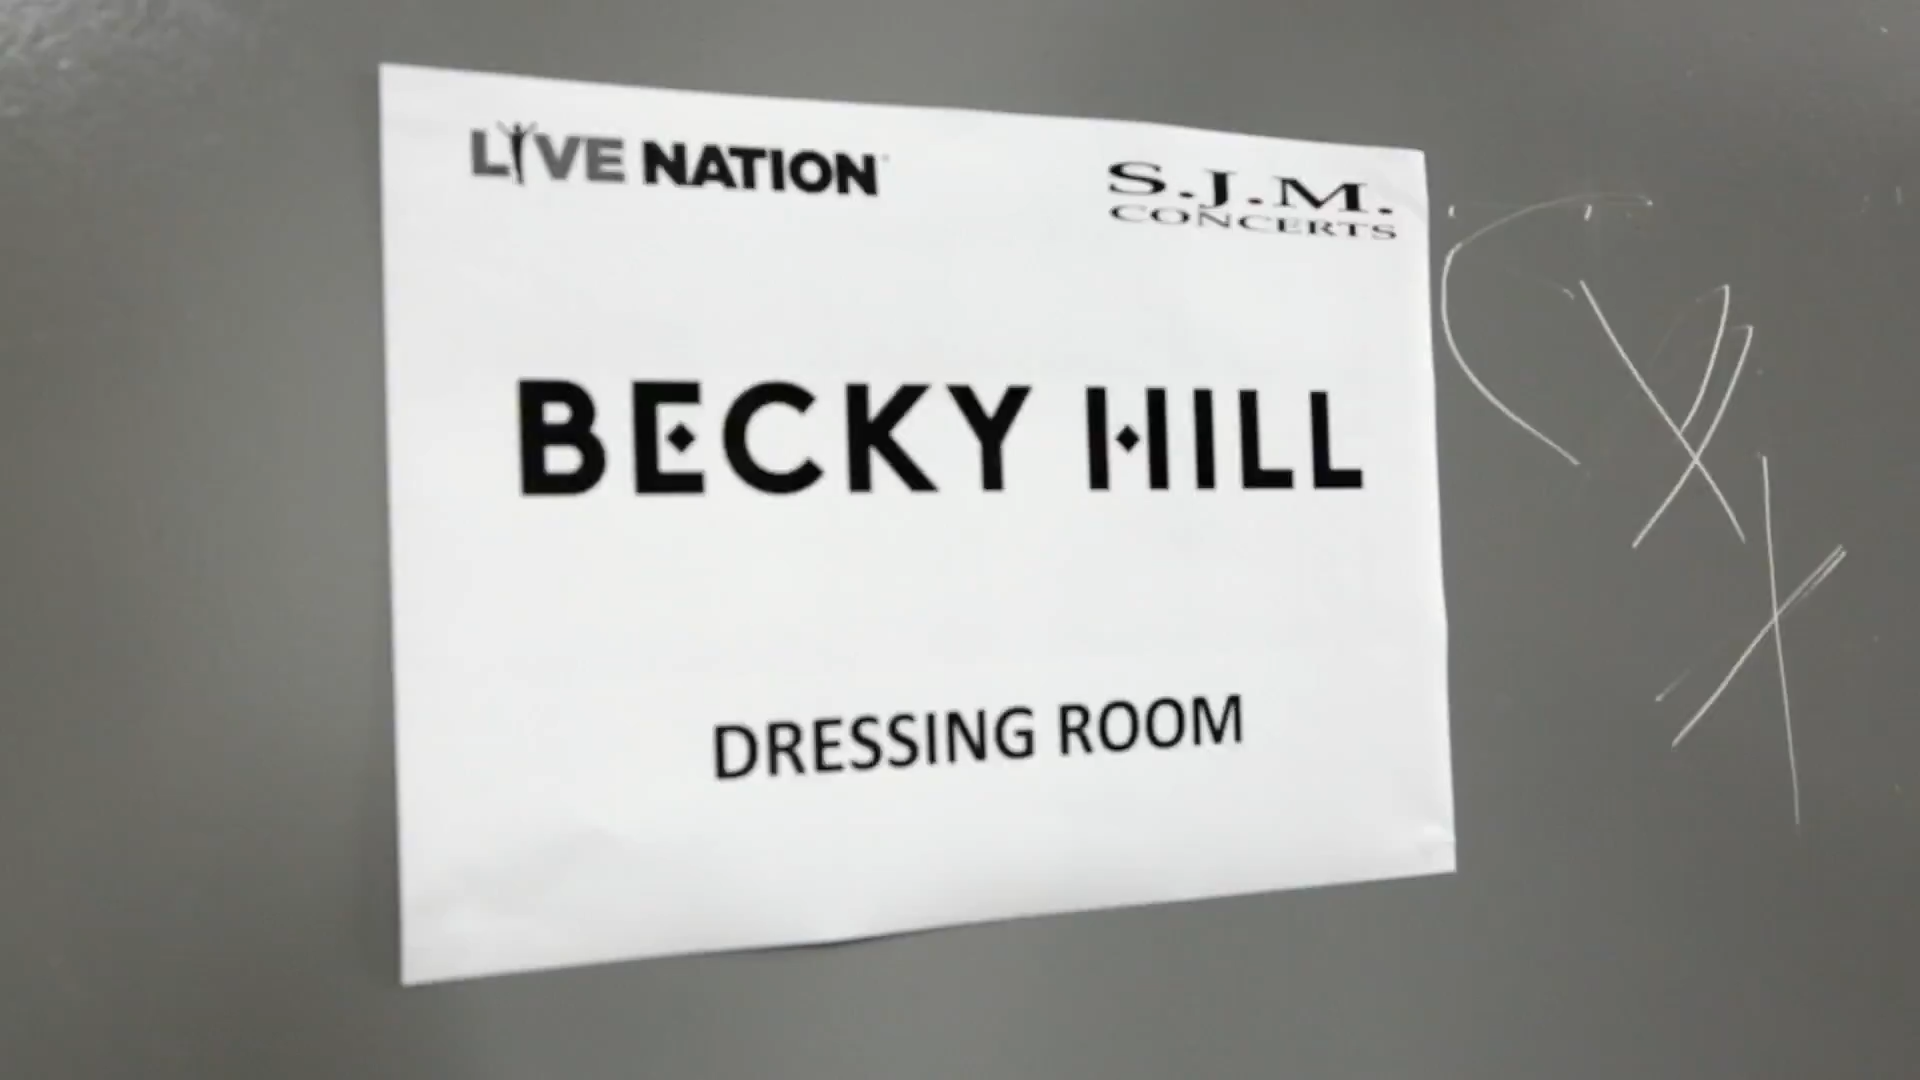 LIVE NATION
S.J.M.
CONCERTS
BECKY HILL
DRESSING ROOM